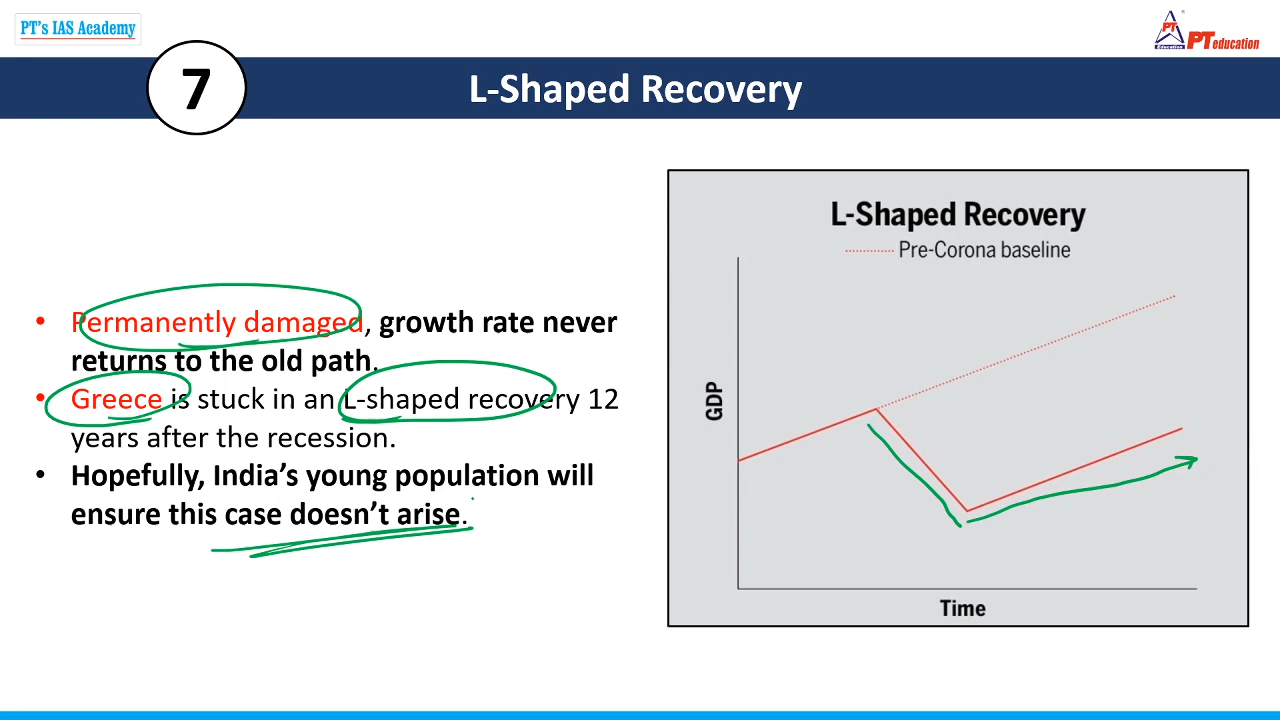 PT's IAS Academy
PT
Education
PT education
7
L-Shaped Recovery
Permanently damaged, growth rate never
returns to the old path.
Greece is stuck in an L-shaped recovery 12
years after the recession.
Hopefully, India's young population will
ensure this case doesn't arise.
L-Shaped Recovery
Pre-Corona baseline
GDP
Time